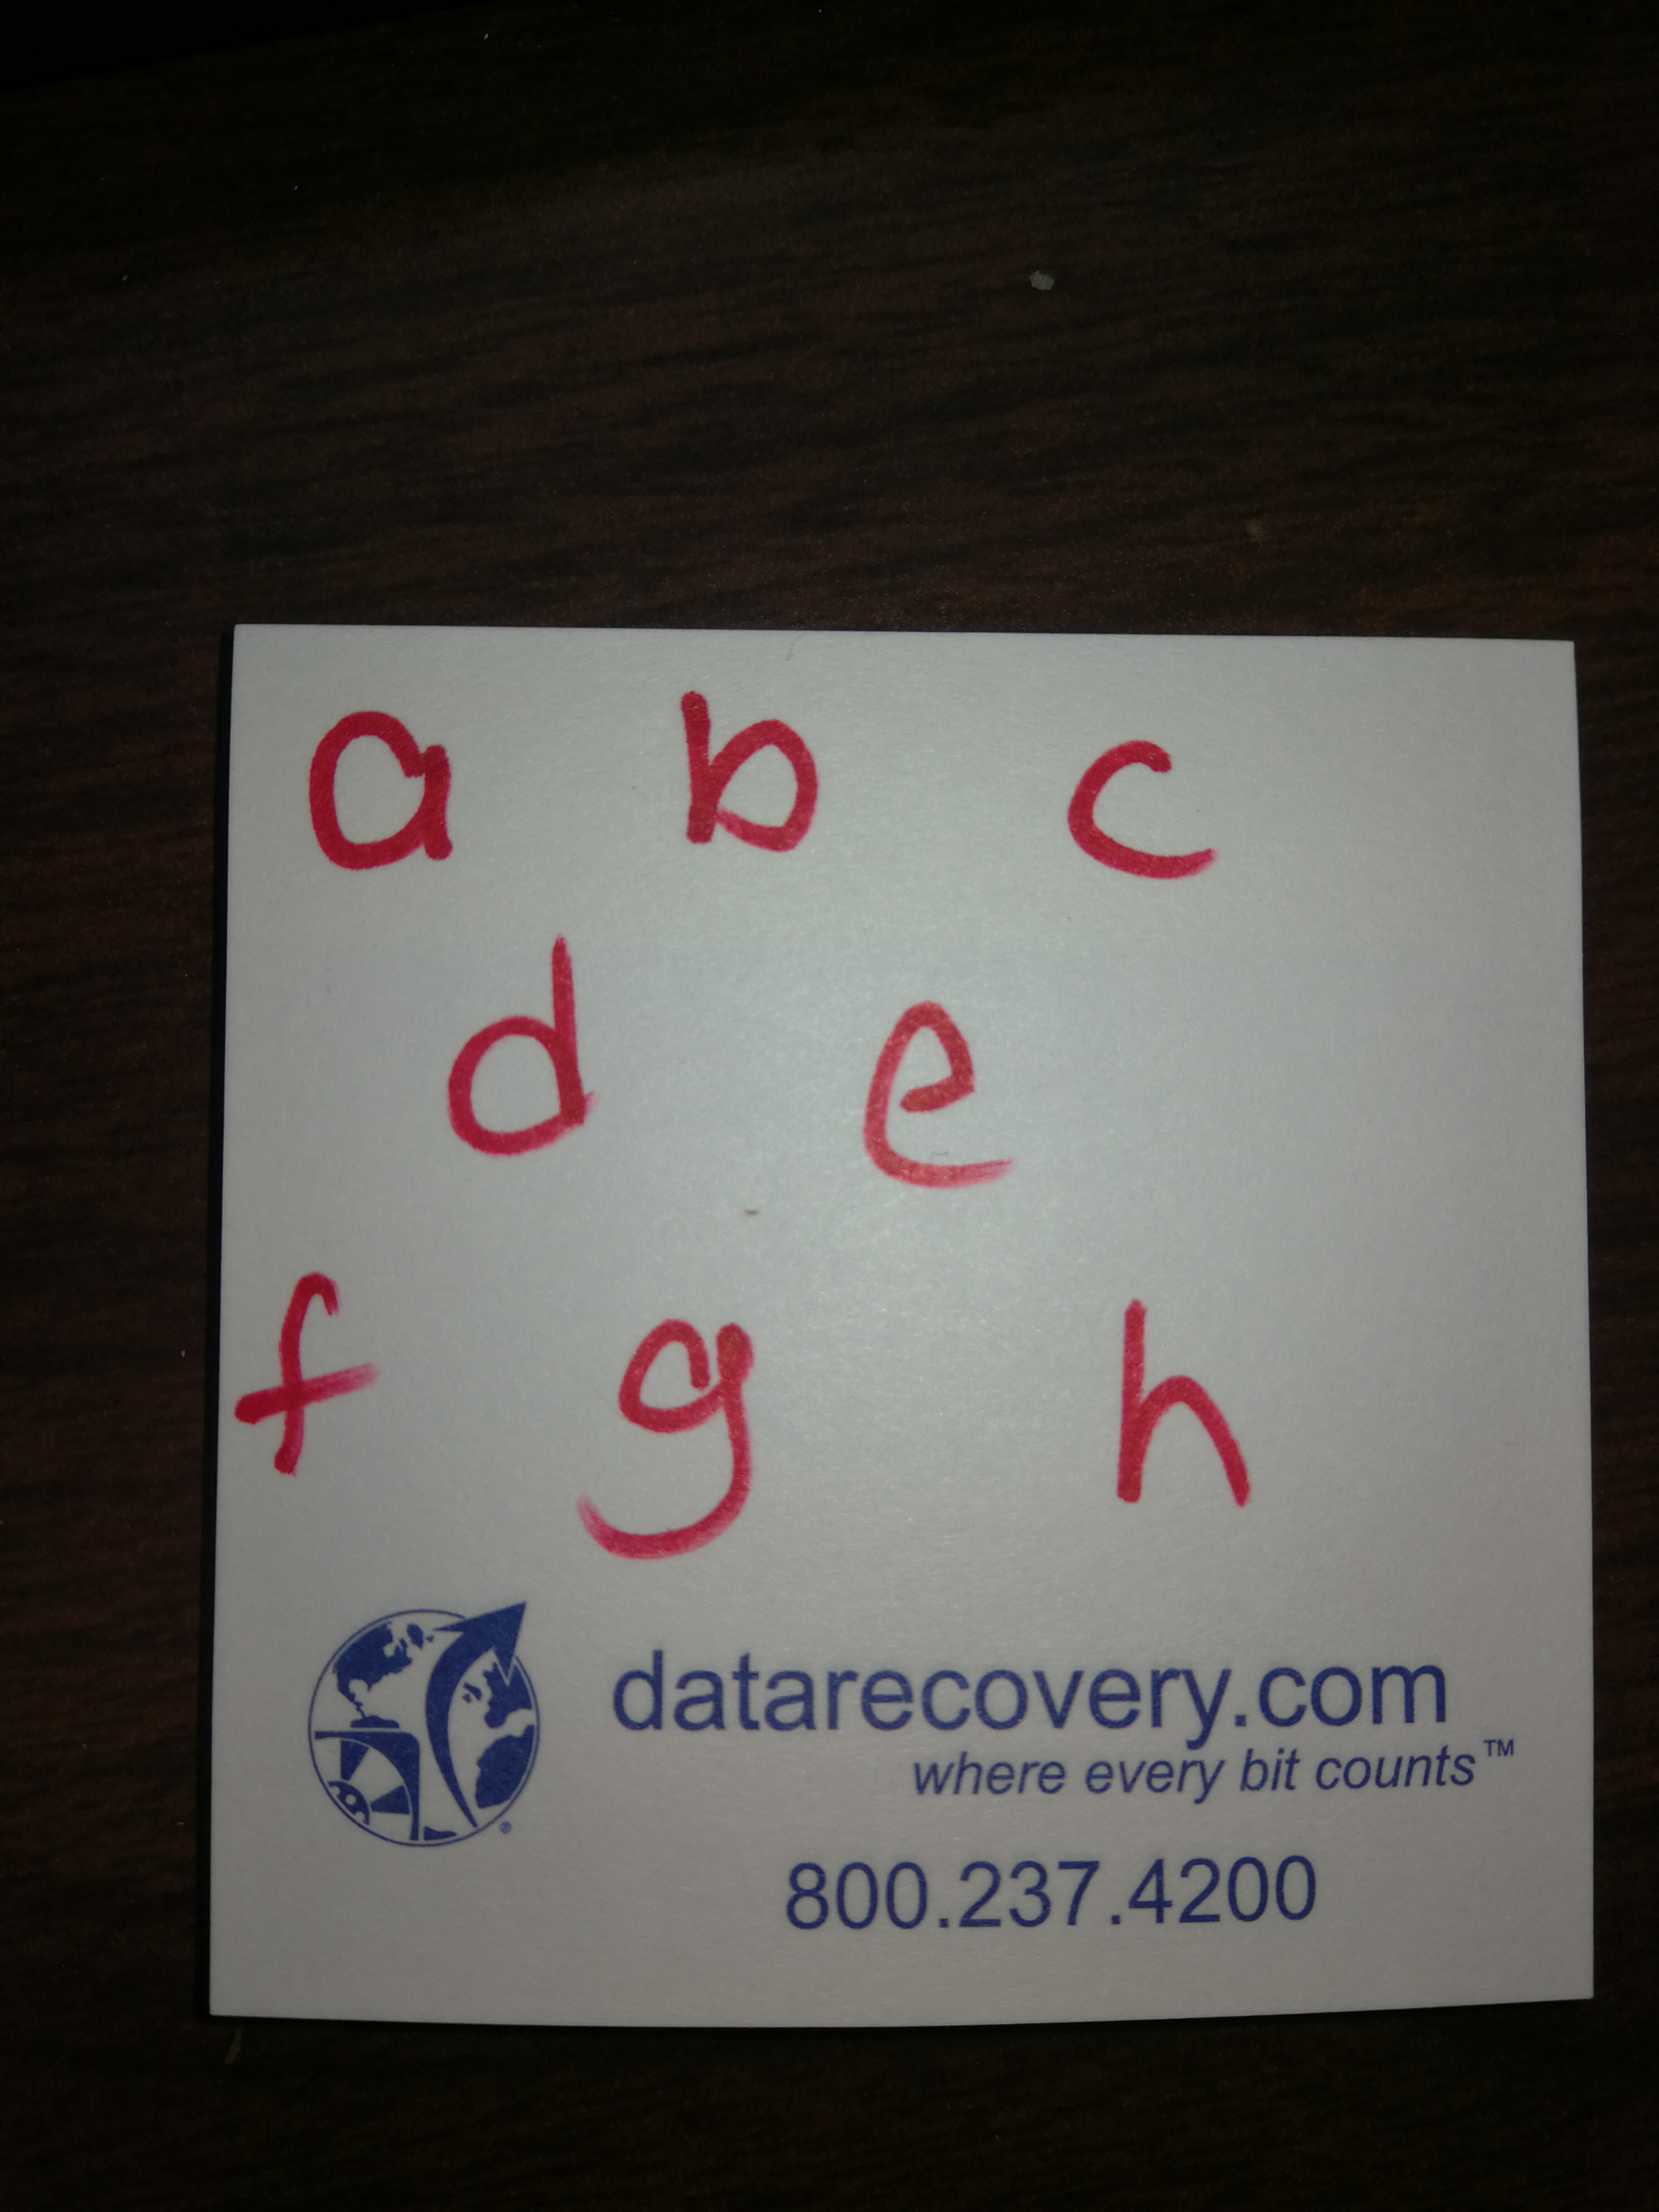 a b c
d e
f g h
datarecovery.com
where every bit counts™
800.237.4200